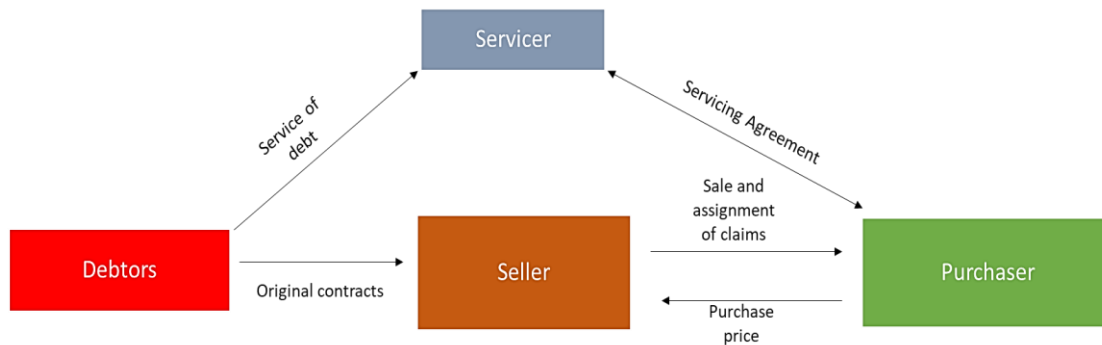 Servicer
Service of
debt
Servicing Agreement
Sale and
assignment
of claims
Debtors
Original contracts
Seller
Purchaser
Purchase
price